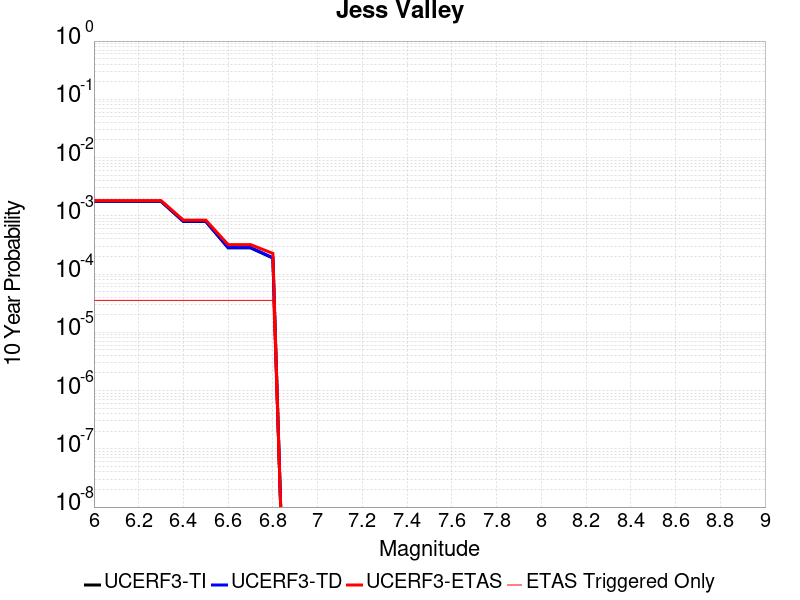 Jess Valley
10 0
10 -1
10 -2
10 -3
10 -4
10 -5
10 -6
10 -7
10 -8
10 Year Probability
6 6.2 6.4 6.6 6.8 7 7.2 7.4 7.6 7.8 8 8.2 8.4 8.6 8.8 9
Magnitude
UCERF3-TI UCERF3-TD UCERF3-ETAS ETAS Triggered Only